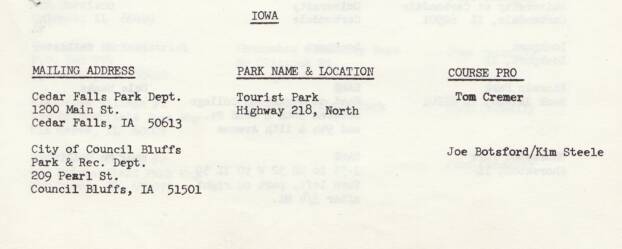 IOWA
MAILING ADDRESS PARK NAME & LOCATION COURSE PRO
Cedar Falls Park Dept. Tourist Park Tom Cremer
1200 Main St. Highway 218, North
Cedar Falls, IA 50613
City of Council Bluffs Joe Botsford/Kim Steele
Park & Rec. Dept.
209 Pearl St.
Council Bluffs, IA 51501